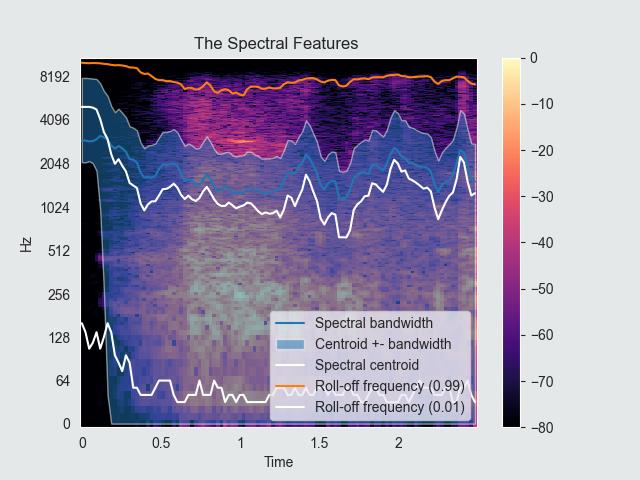 The Spectral Features
8192
4096
2048
1024
512
256
128
64
0
Hz
0
0.5
1
1.5
2
Time
Spectral bandwidth
Centroid +- bandwidth
Spectral centroid
Roll-off frequency (0.99)
Roll-off frequency (0.01)
0
−10
−20
−30
−40
−50
−60
−70
−80